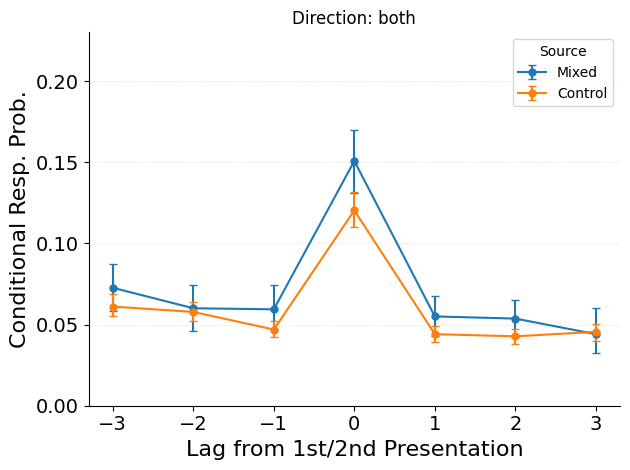 Direction: both
Source
Mixed
Control
Conditional Resp. Prob.
0.20
0.15
0.10
0.05
0.00
−3 −2 −1 0 1 2 3
Lag from 1st/2nd Presentation